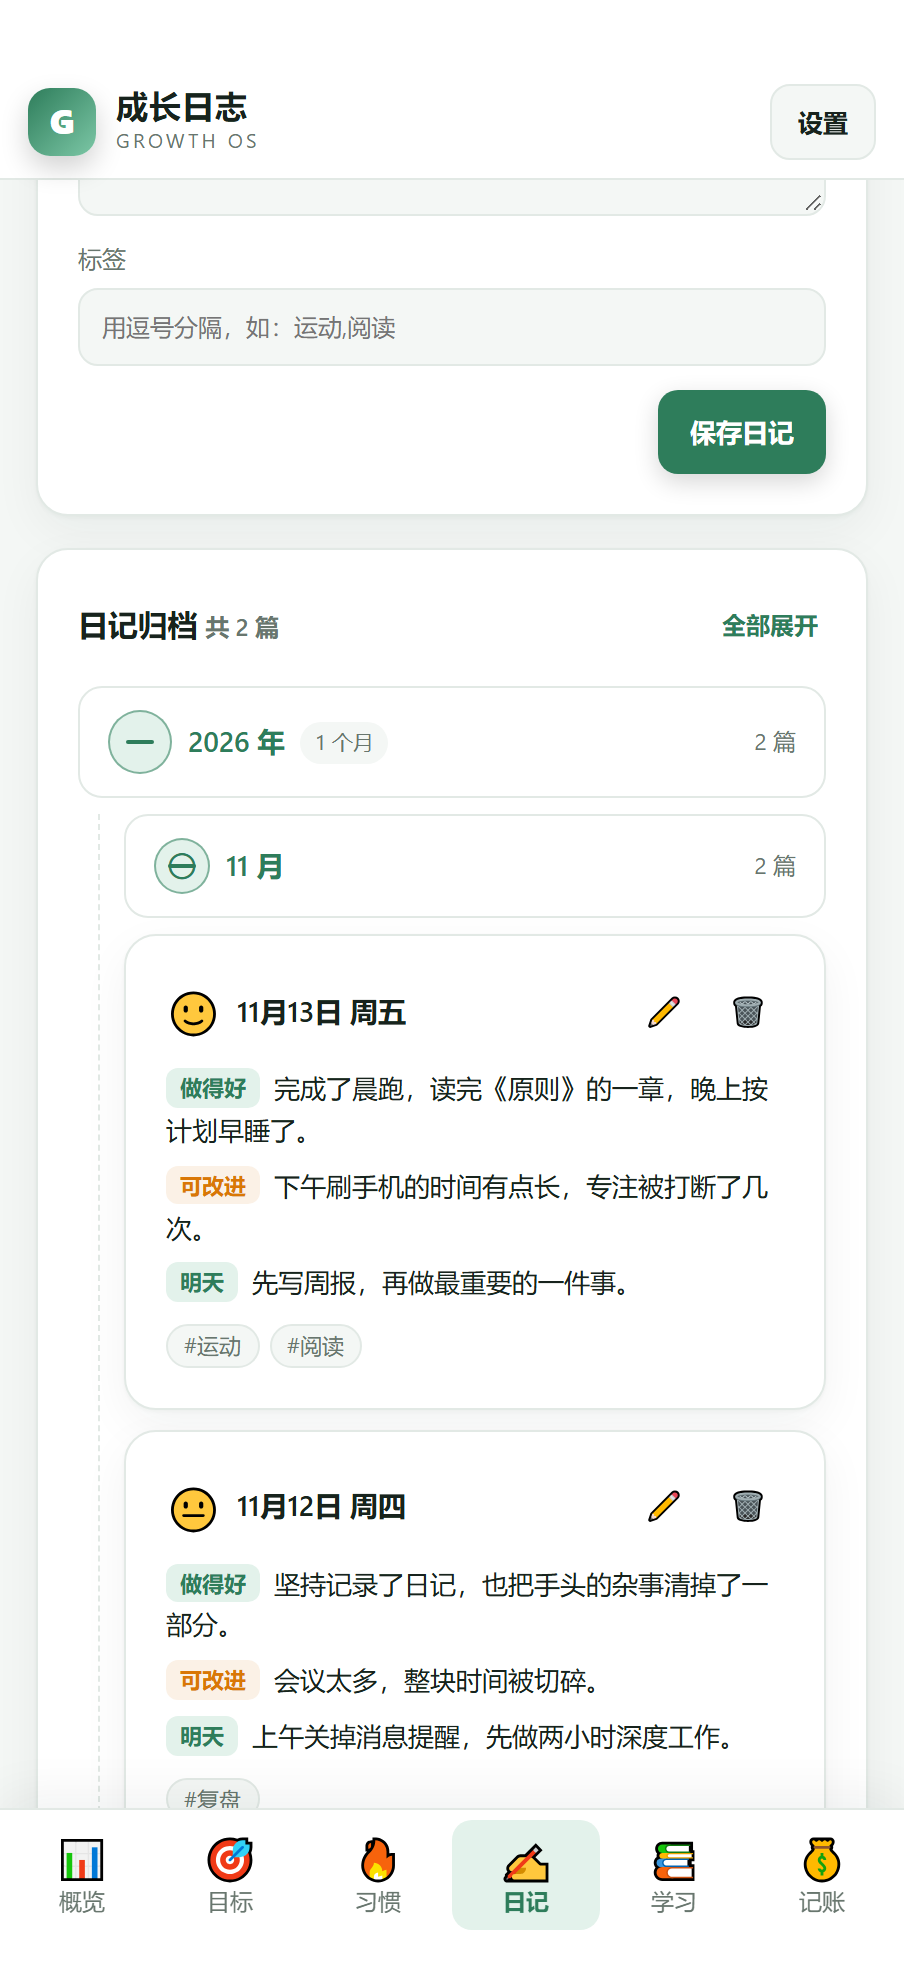 G
成长日志
GROWTH OS
设置
标签
用逗号分隔，如：运动,阅读
保存日记
日记归档 共 2 篇
全部展开
2026 年 1 个月 2 篇
11 月 2 篇
11月13日 周五
做得好 完成了晨跑，读完《原则》的一章，晚上按
计划早睡了。
可改进 下午刷手机的时间有点长，专注被打断了几
次。
明天 先写周报，再做最重要的一件事。
#运动 #阅读
11月12日 周四
做得好 坚持记录了日记，也把手头的杂事清掉了一
部分。
可改进 会议太多，整块时间被切碎。
明天 上午关掉消息提醒，先做两小时深度工作。
#复盘
概览 目标 习惯 日记 学习 记账